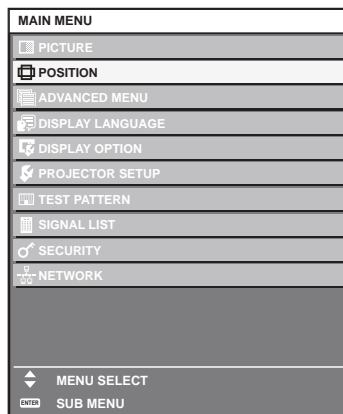 MAIN MENU
PICTURE
POSITION
ADVANCED MENU
DISPLAY LANGUAGE
DISPLAY OPTION
PROJECTOR SETUP
TEST PATTERN
SIGNAL LIST
SECURITY
NETWORK
MENU SELECT
ENTER SUB MENU